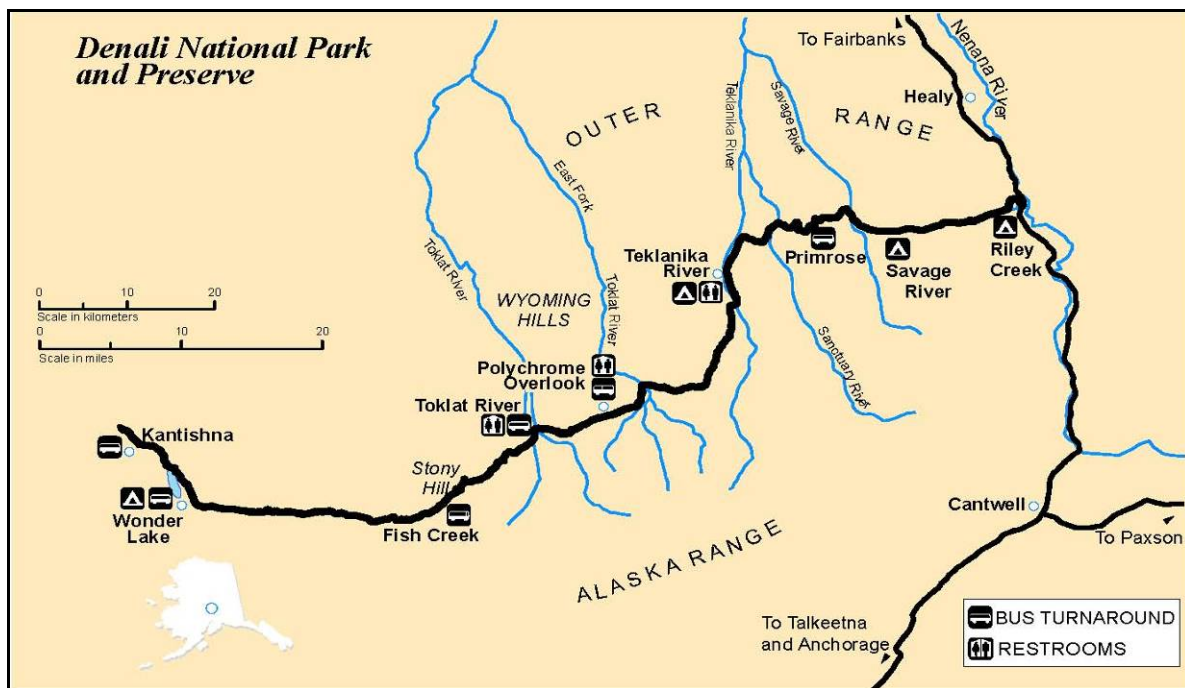 Denali National Park
and Preserve
To Fairbanks
Nenana River
Healy
OUTER
RANGE
Teklanika River
Savage River
East Fork
Toklat River
Toklat River
Teklanika
River
Primrose
Savage
River
Riley
Creek
0 10 20
Scale in kilometers
0 10 20
Scale in miles
WYOMING
HILLS
Sanctuary River
Polychrome
Overlook
Toklat River
Kantishna
Stony
Hill
Wonder
Lake
Fish Creek
Cantwell
To Paxson
ALASKA RANGE
To Talkeetna
and Anchorage
BUS TURNAROUND
RESTROOMS